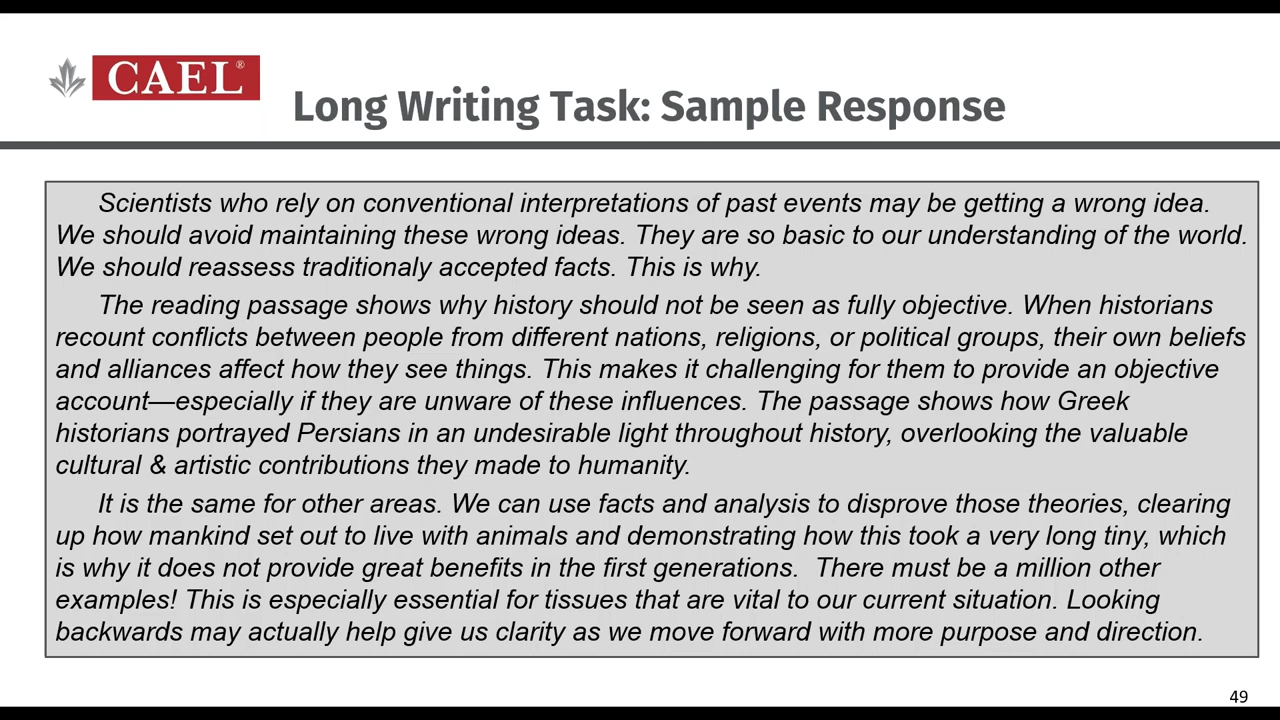 CAEL®
Long Writing Task: Sample Response
Scientists who rely on conventional interpretations of past events may be getting a wrong idea.
We should avoid maintaining these wrong ideas. They are so basic to our understanding of the world.
We should reassess traditionaly accepted facts. This is why.
The reading passage shows why history should not be seen as fully objective. When historians
recount conflicts between people from different nations, religions, or political groups, their own beliefs
and alliances affect how they see things. This makes it challenging for them to provide an objective
account—especially if they are unware of these influences. The passage shows how Greek
historians portrayed Persians in an undesirable light throughout history, overlooking the valuable
cultural & artistic contributions they made to humanity.
It is the same for other areas. We can use facts and analysis to disprove those theories, clearing
up how mankind set out to live with animals and demonstrating how this took a very long tiny, which
is why it does not provide great benefits in the first generations.  There must be a million other
examples! This is especially essential for tissues that are vital to our current situation. Looking
backwards may actually help give us clarity as we move forward with more purpose and direction.
49